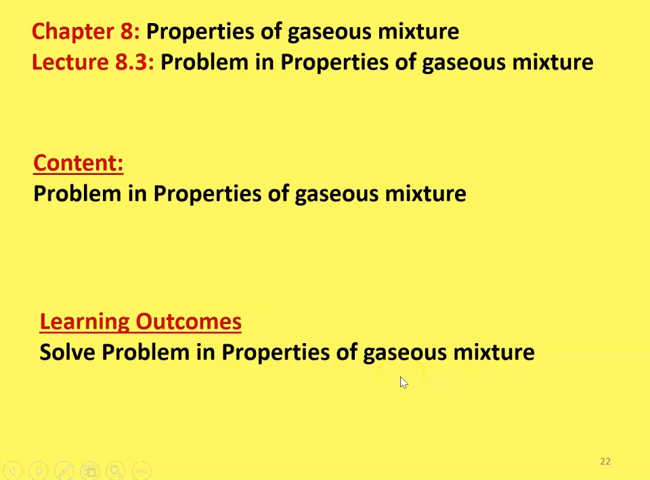 Chapter 8: Properties of gaseous mixture
Lecture 8.3: Problem in Properties of gaseous mixture
Content:
Problem in Properties of gaseous mixture
Learning Outcomes
Solve Problem in Properties of gaseous mixture
22